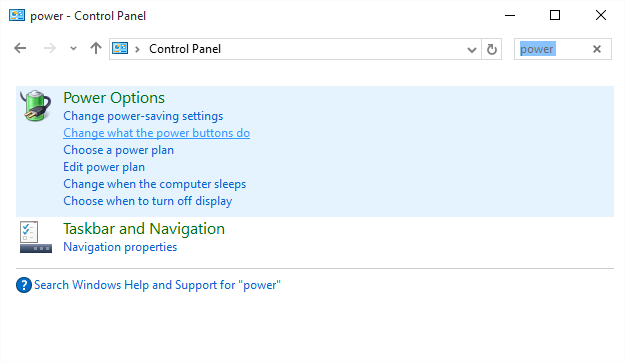 power - Control Panel
Control Panel
power
Power Options
Change power-saving settings
Change what the power buttons do
Choose a power plan
Edit power plan
Change when the computer sleeps
Choose when to turn off display
Taskbar and Navigation
Navigation properties
? Search Windows Help and Support for "power"